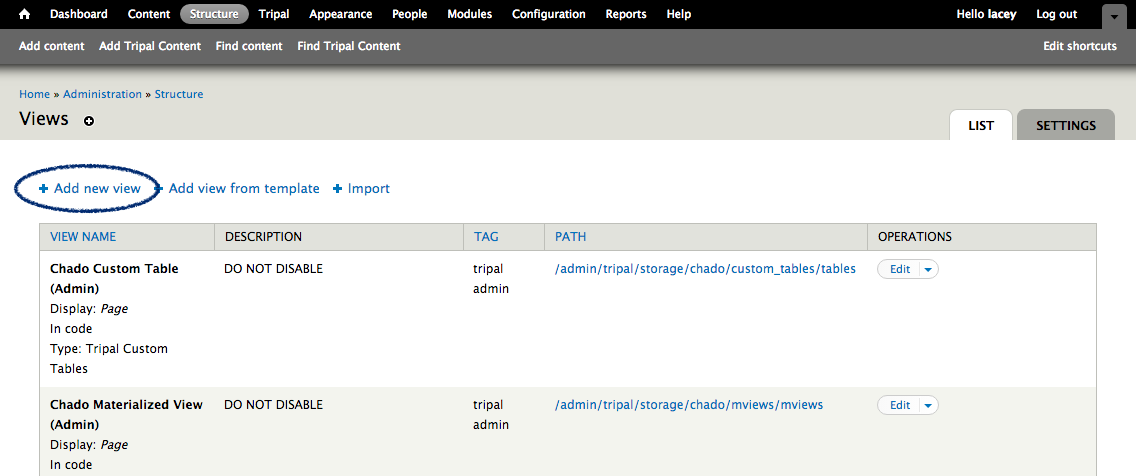 Dashboard Content Structure Tripal Appearance People Modules Configuration Reports Help Hello lacey Log out
Add content Add Tripal Content Find content Find Tripal Content Edit shortcuts
Home » Administration » Structure
Views
LIST SETTINGS
Add new view Add view from template Import
VIEW NAME DESCRIPTION TAG PATH OPERATIONS
Chado Custom Table DO NOT DISABLE tripal /admin/tripal/storage/chado/custom_tables/tables Edit
(Admin) admin
Display: Page
In code
Type: Tripal Custom
Tables
Chado Materialized View DO NOT DISABLE tripal /admin/tripal/storage/chado/mviews/mviews Edit
(Admin) admin
Display: Page
In code